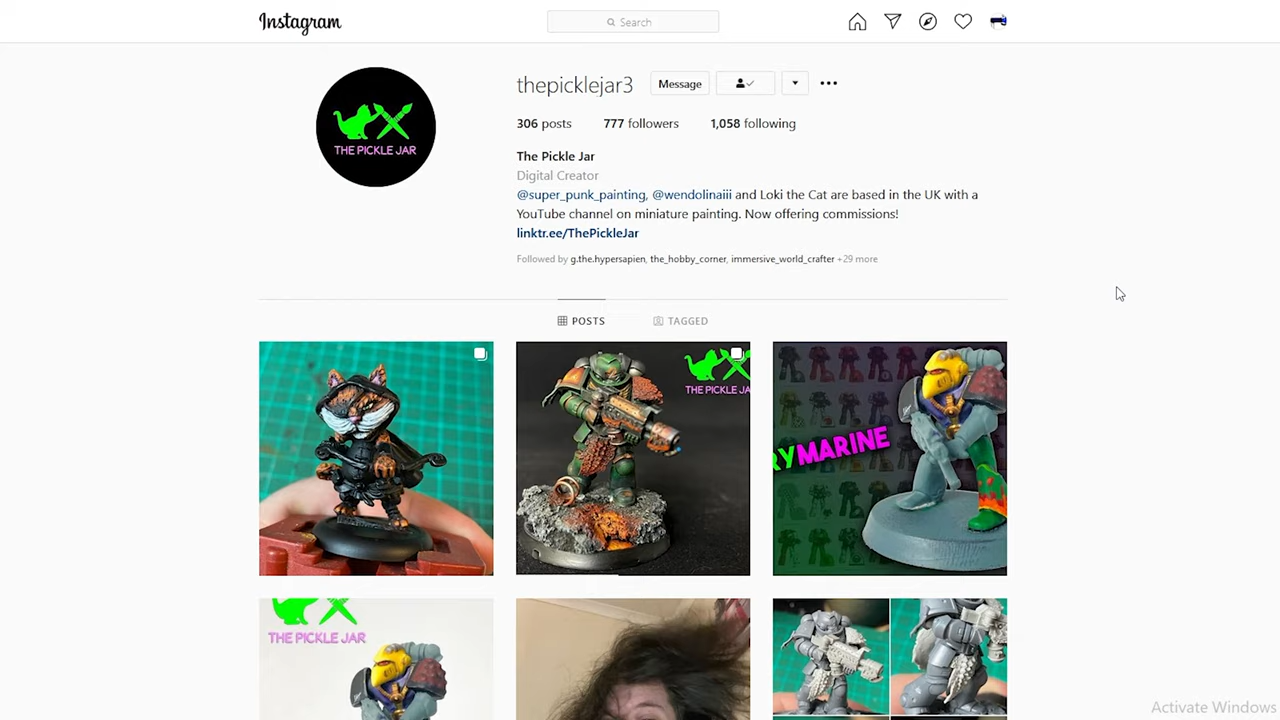 Instagram
Search
thepicklejar3
Message
306 posts
777 followers
1,058 following
THE PICKLE JAR
The Pickle Jar
Digital Creator
@super_punk_painting, @wendolinaiii and Loki the Cat are based in the UK with a
YouTube channel on miniature painting. Now offering commissions!
linktr.ee/ThePickleJar
Followed by g.the.hypersapien, the_hobby_corner, immersive_world_crafter +29 more
POSTS
TAGGED
THE PICKLE JA
RYMARINE
THE PICKLE JAR
Activate Windows